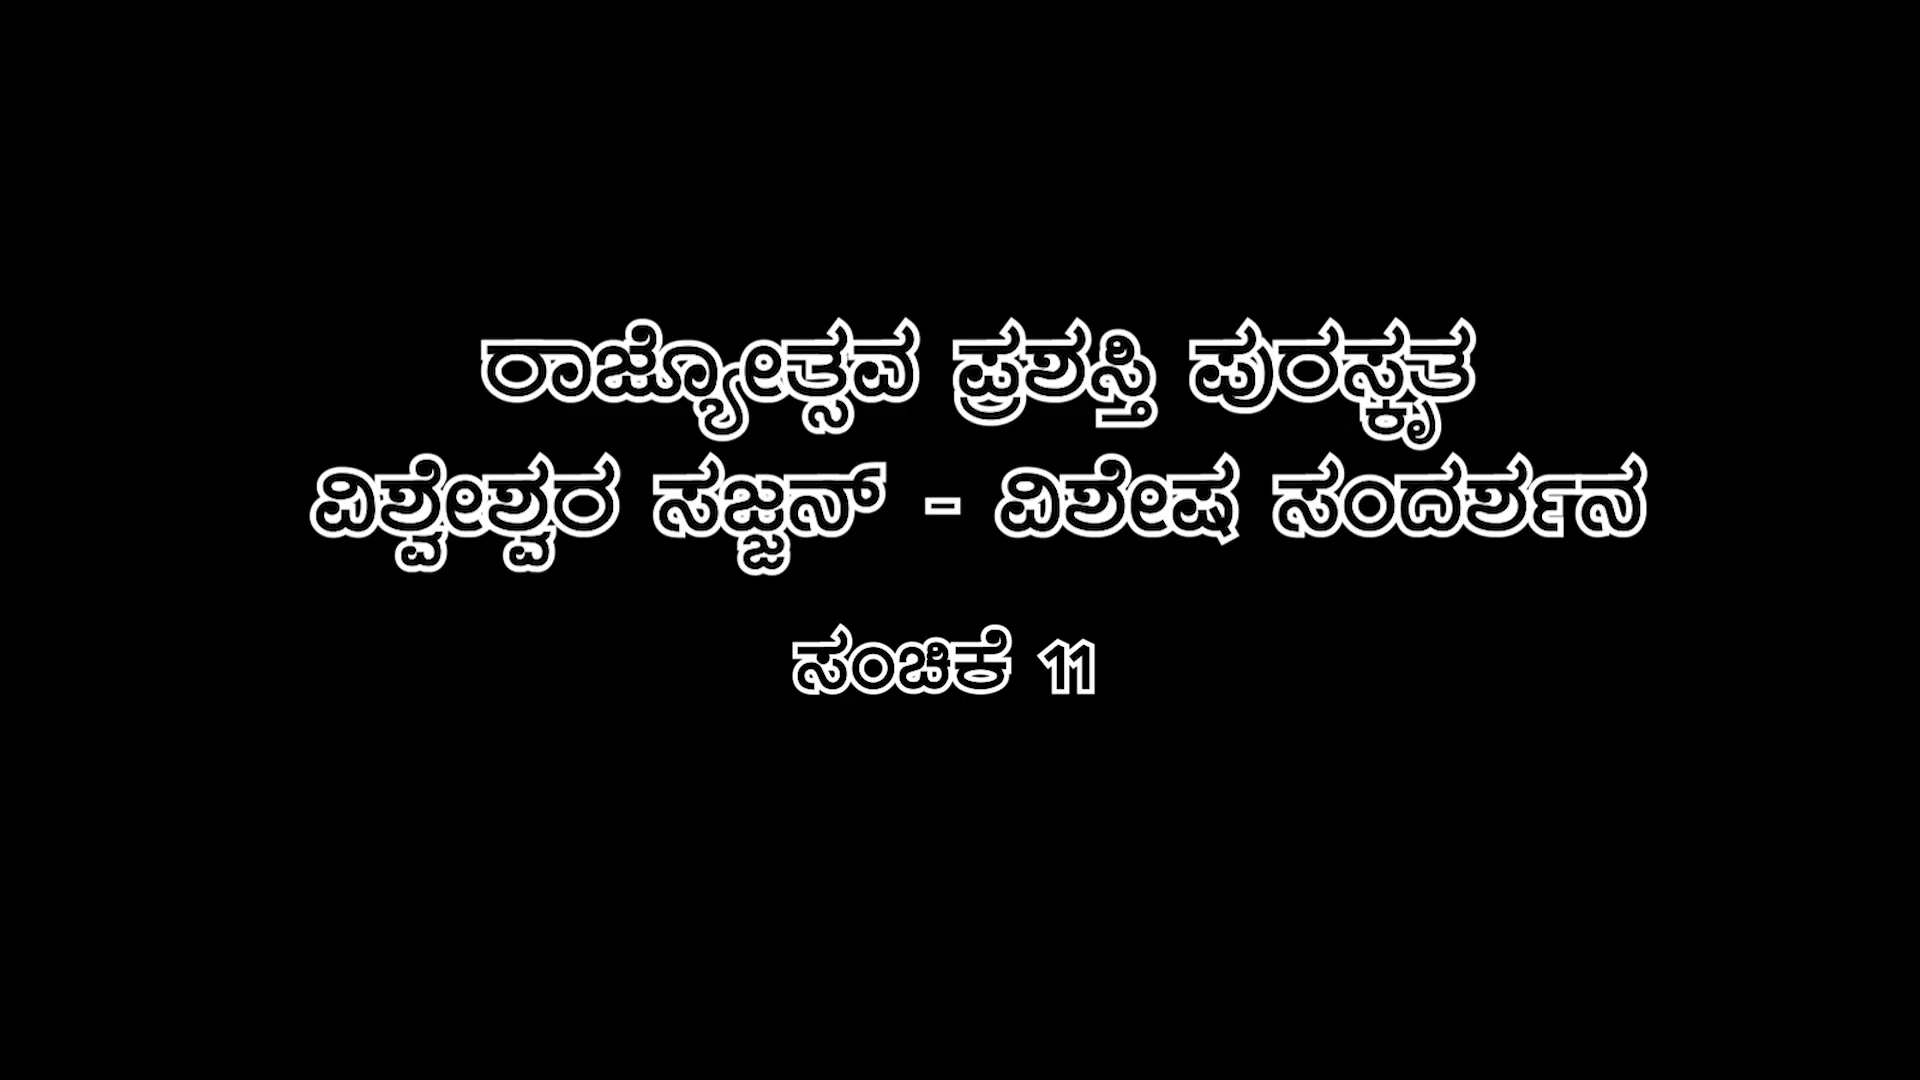 ರಾಜ್ಯೋತ್ಸವ ಪ್ರಶಸ್ತಿ ಪುರಸ್ಕೃತ
ವಿಶ್ವೇಶ್ವರ ಸಜ್ಜನ್ - ವಿಶೇಷ ಸಂದರ್ಶನ
ಸಂಚಿಕೆ 11